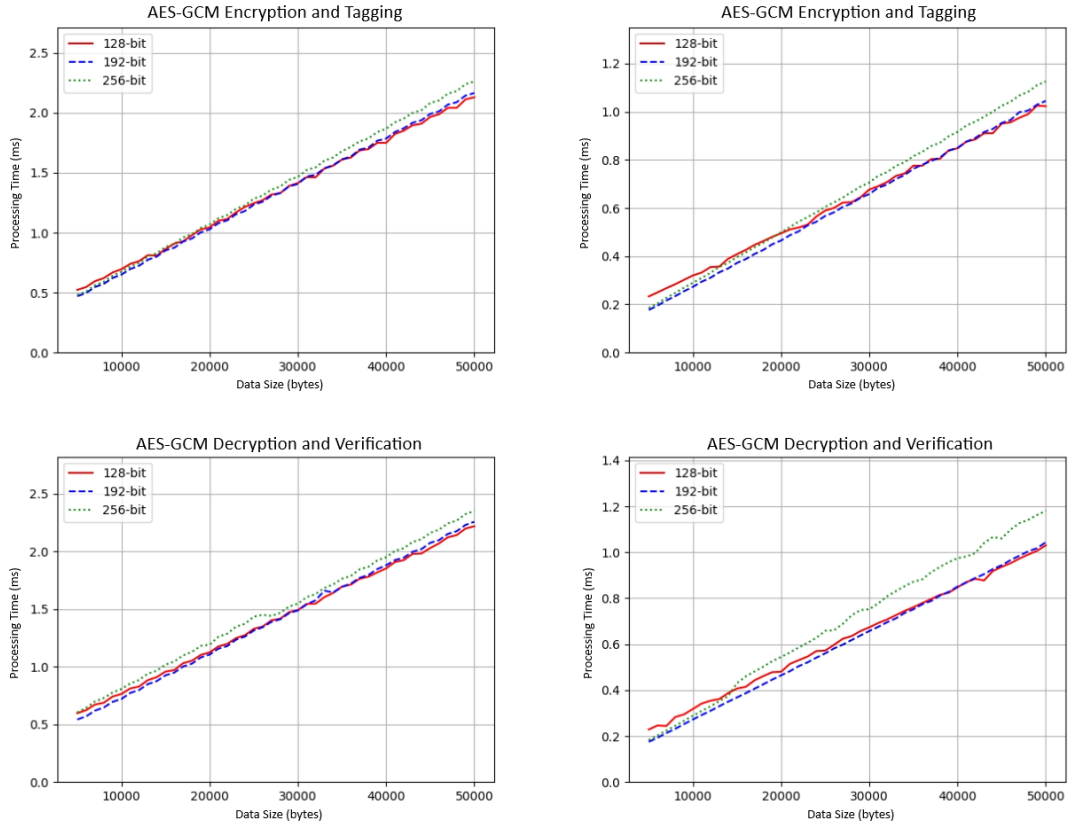 AES-GCM Encryption and Tagging
2.5
2.0
1.5
1.0
0.5
0.0
Processing Time (ms)
128-bit
192-bit
256-bit
10000 20000 30000 40000 50000
Data Size (bytes)
AES-GCM Encryption and Tagging
1.2
1.0
0.8
0.6
0.4
0.2
0.0
Processing Time (ms)
128-bit
192-bit
256-bit
10000 20000 30000 40000 50000
Data Size (bytes)
AES-GCM Decryption and Verification
2.5
2.0
1.5
1.0
0.5
0.0
Processing Time (ms)
128-bit
192-bit
256-bit
10000 20000 30000 40000 50000
Data Size (bytes)
AES-GCM Decryption and Verification
1.4
1.2
1.0
0.8
0.6
0.4
0.2
0.0
Processing Time (ms)
128-bit
192-bit
256-bit
10000 20000 30000 40000 50000
Data Size (bytes)